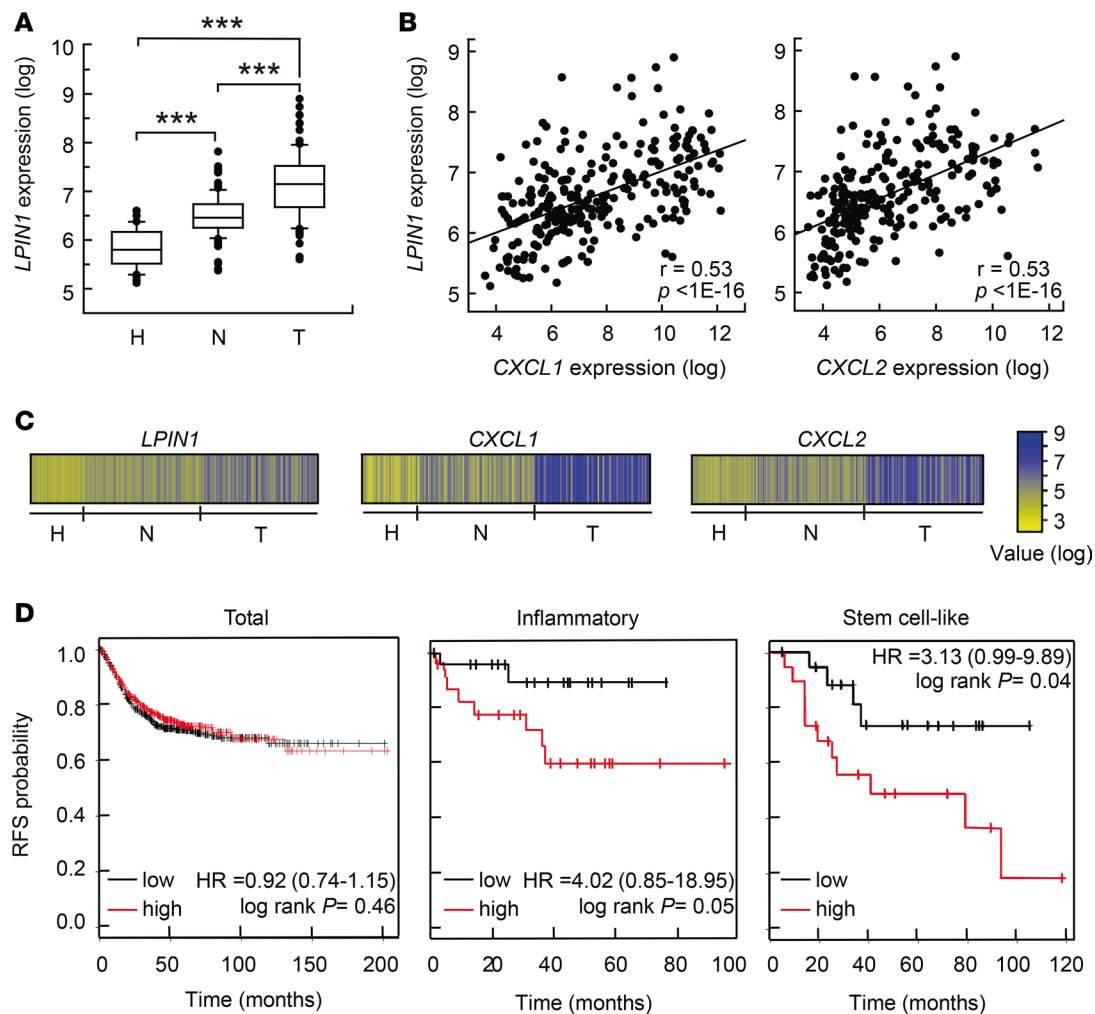 A
LPIN1 expression (log)
10
9
8
7
6
5
***
***
***
H N T
B
LPIN1 expression (log)
9
8
7
6
5
r = 0.53
p <1E-16
4 6 8 10 12
CXCL1 expression (log)
9
8
7
6
5
r = 0.53
p <1E-16
4 6 8 10 12
CXCL2 expression (log)
C
LPIN1
H N T
CXCL1
H N T
CXCL2
H N T
9
7
5
3
Value (log)
D
RFS probability
Total
1.0
0.8
0.6
0.4
0.2
0.0
low
high
HR =0.92 (0.74-1.15)
log rank P= 0.46
0 50 100 150 200
Time (months)
Inflammatory
low
high
HR =4.02 (0.85-18.95)
log rank P= 0.05
0 20 40 60 80 100
Time (months)
Stem cell-like
HR =3.13 (0.99-9.89)
log rank P= 0.04
low
high
0 20 40 60 80 100 120
Time (months)